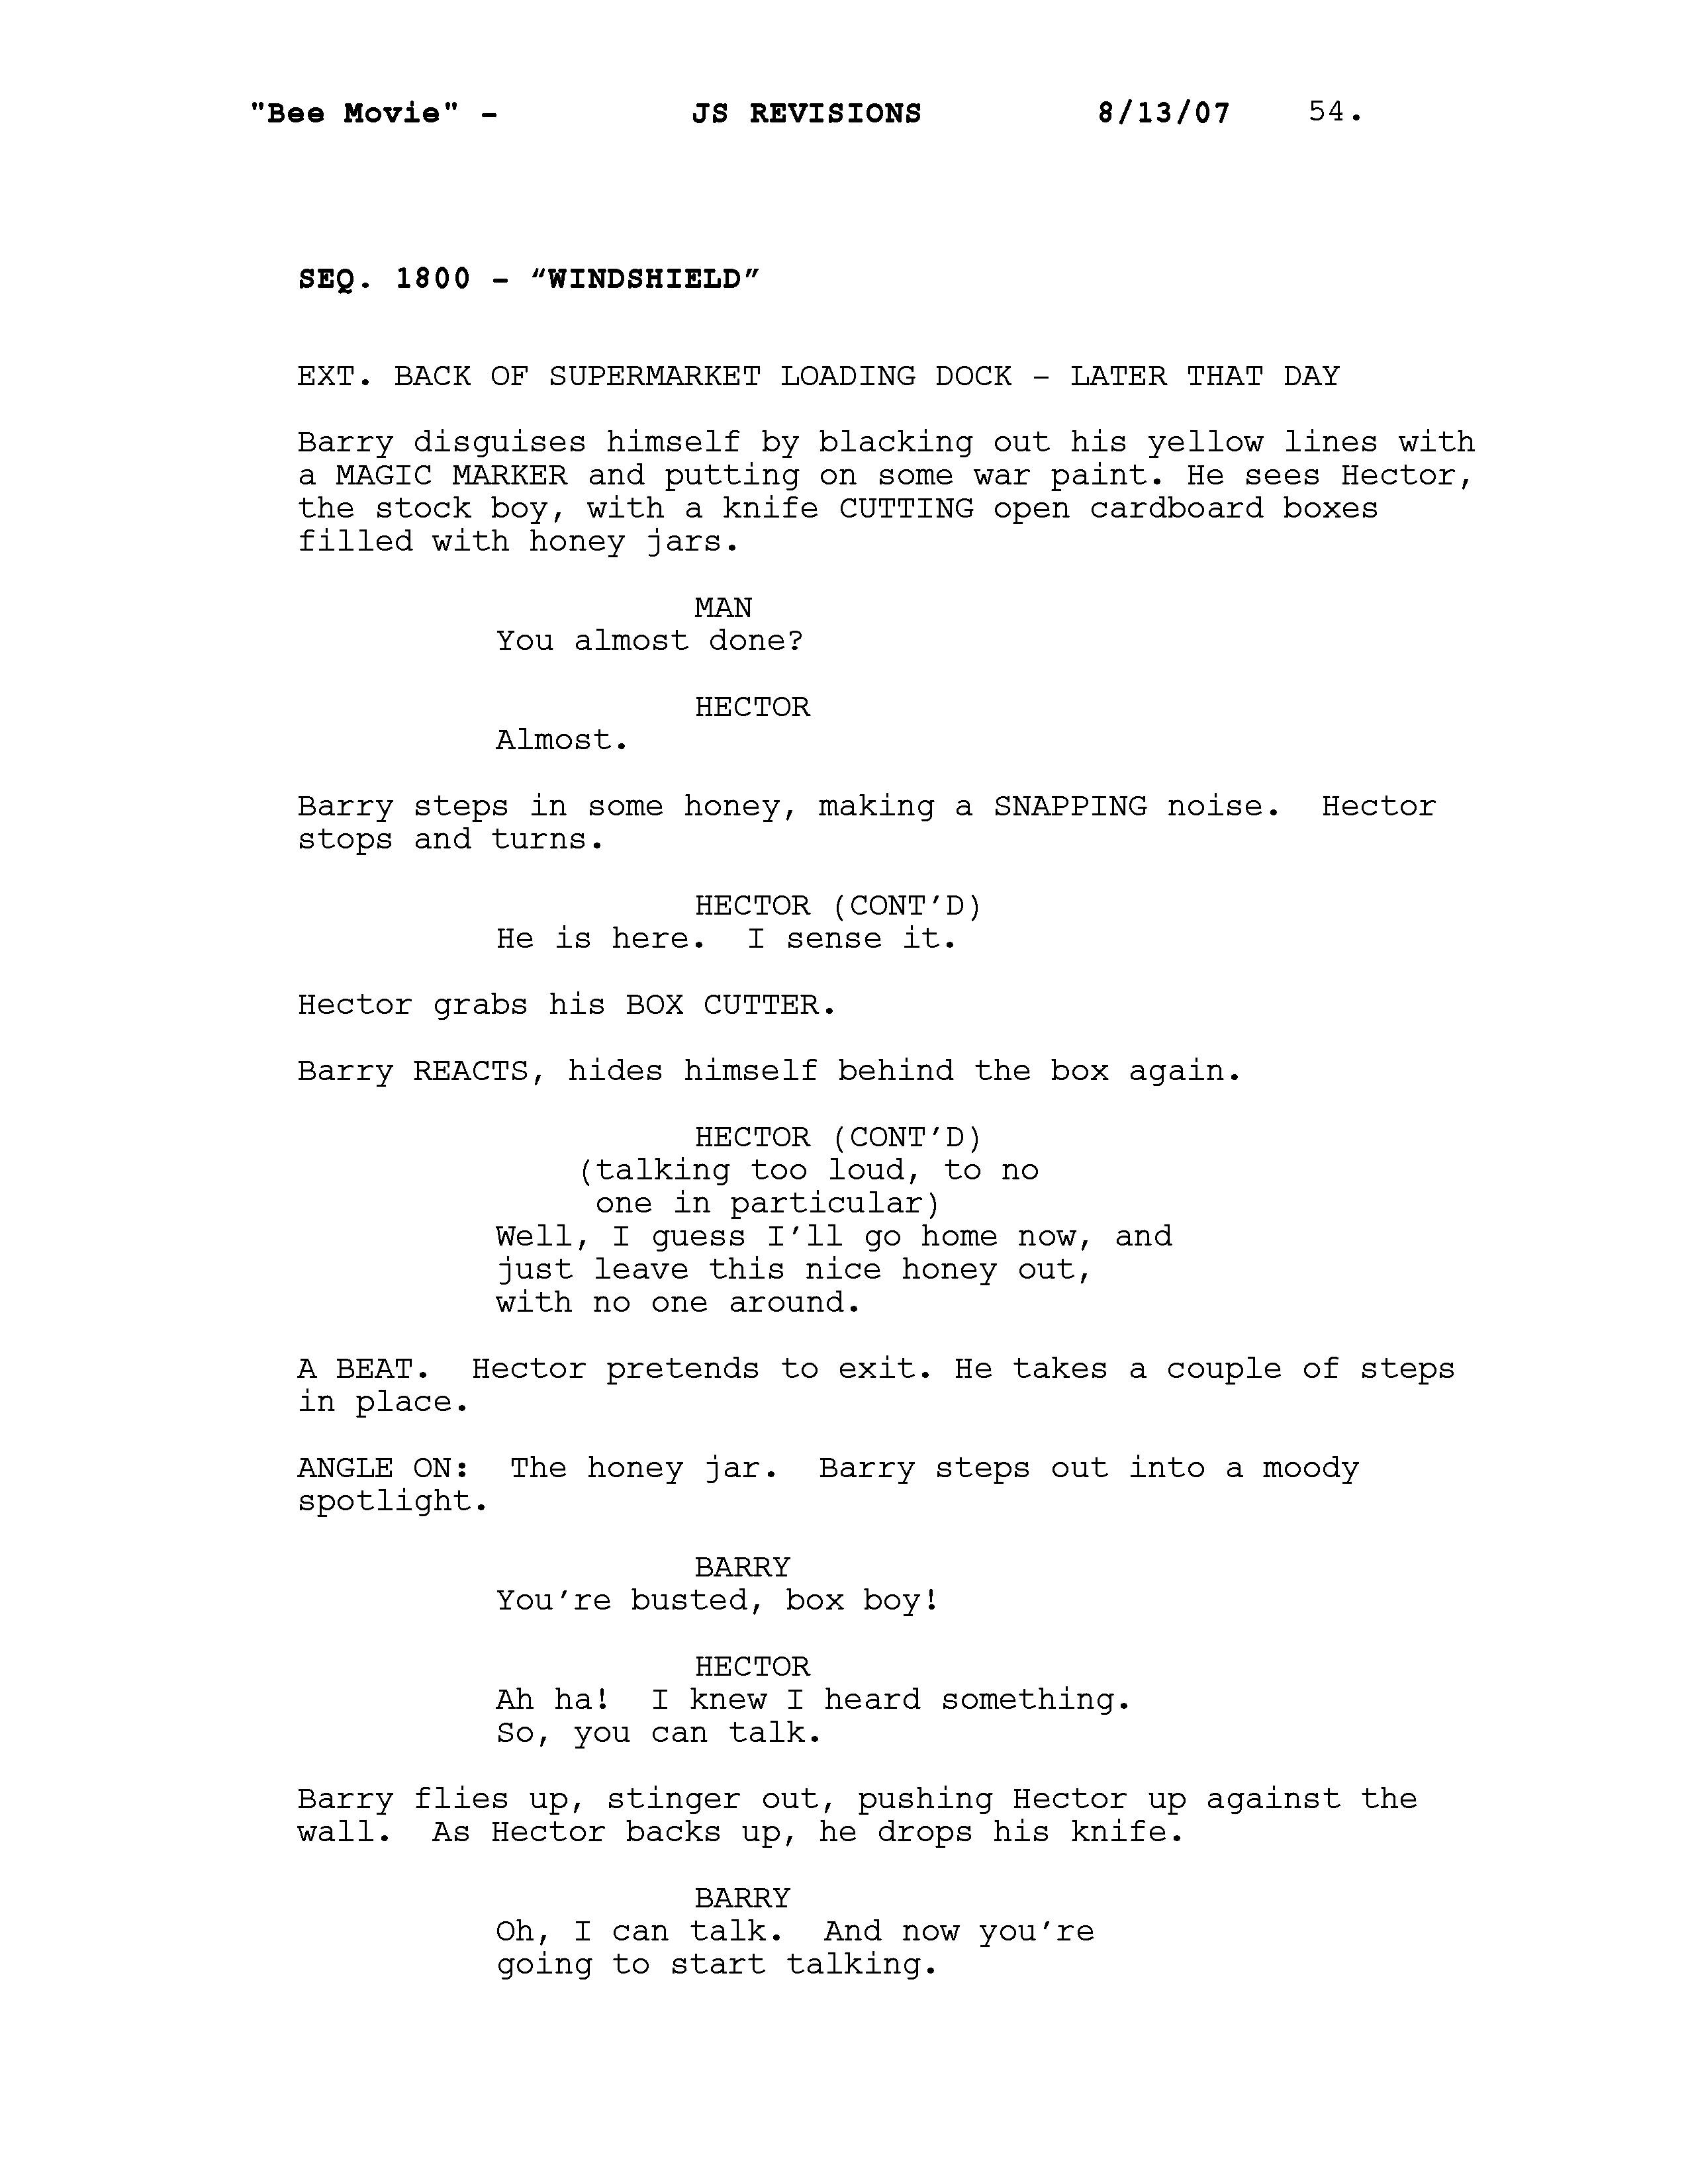 "Bee Movie" - JS REVISIONS 8/13/07 54.
SEQ. 1800 - “WINDSHIELD”
EXT. BACK OF SUPERMARKET LOADING DOCK - LATER THAT DAY
Barry disguises himself by blacking out his yellow lines with
a MAGIC MARKER and putting on some war paint. He sees Hector,
the stock boy, with a knife CUTTING open cardboard boxes
filled with honey jars.
MAN
You almost done?
HECTOR
Almost.
Barry steps in some honey, making a SNAPPING noise.  Hector
stops and turns.
HECTOR (CONT’D)
He is here.  I sense it.
Hector grabs his BOX CUTTER.
Barry REACTS, hides himself behind the box again.
HECTOR (CONT’D)
(talking too loud, to no
one in particular)
Well, I guess I’ll go home now, and
just leave this nice honey out,
with no one around.
A BEAT.  Hector pretends to exit. He takes a couple of steps
in place.
ANGLE ON:  The honey jar.  Barry steps out into a moody
spotlight.
BARRY
You’re busted, box boy!
HECTOR
Ah ha!  I knew I heard something.
So, you can talk.
Barry flies up, stinger out, pushing Hector up against the
wall.  As Hector backs up, he drops his knife.
BARRY
Oh, I can talk.  And now you’re
going to start talking.